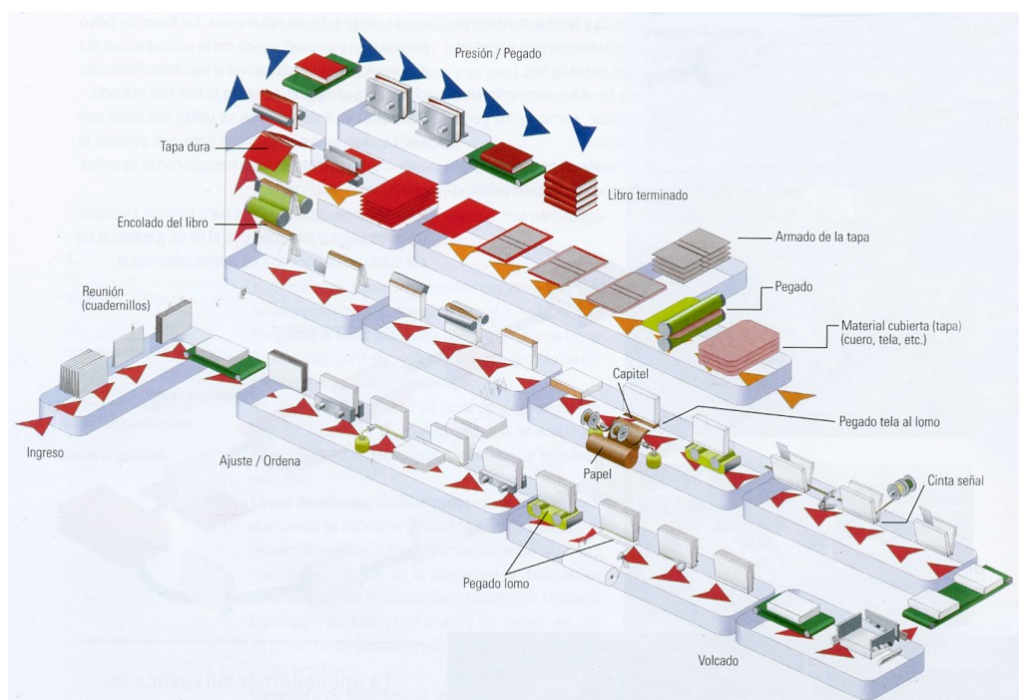 Presión / Pegado
Tapa dura
Libro terminado
Encolado del libro
Armado de la tapa
Reunión
(cuadernillos)
Pegado
Material cubierta (tapa)
(cuero, tela, etc.)
Capitel
Pegado tela al lomo
Ingreso
Ajuste / Ordena
Papel
Cinta señal
Pegado lomo
Volcado